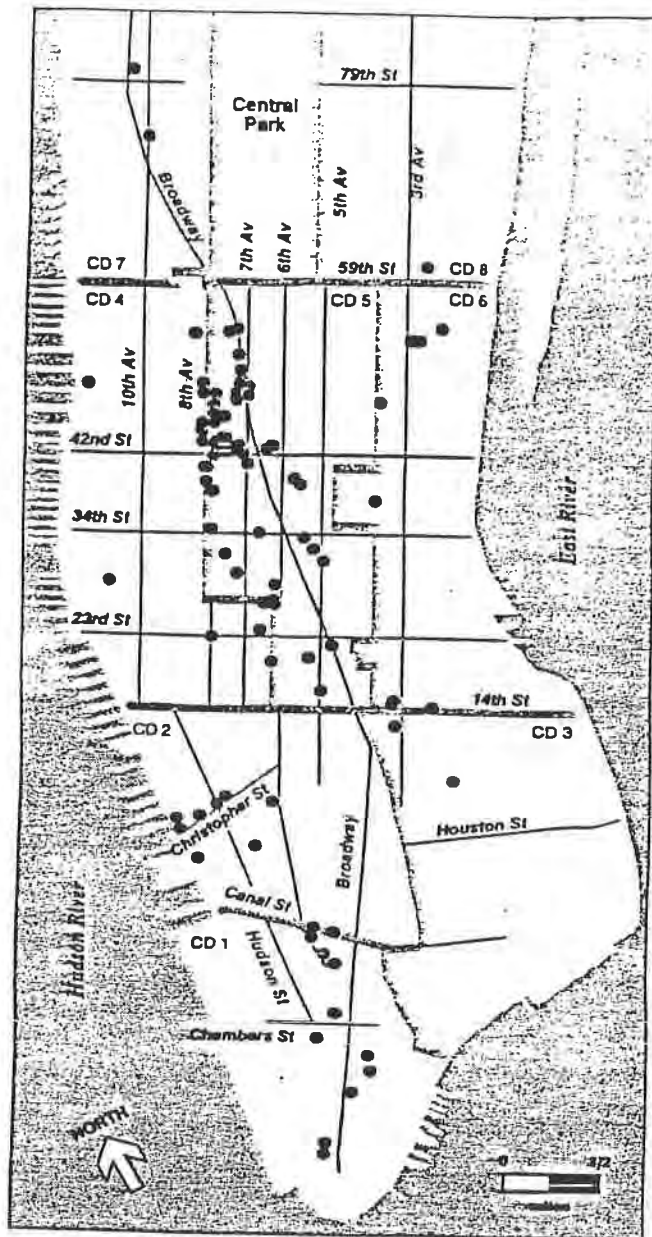 79th St
Central
Park
Broadway
7th Av
6th Av
5th Av
3rd Av
59th St
CD 7
CD 8
CD 4
CD 5
CD 6
10th Av
8th Av
42nd St
34th St
East River
23rd St
14th St
CD 2
CD 3
Christopher St
Houston St
Broadway
Canal St
CD 1
Hudson St
Hudson River
Chambers St
NORTH
0